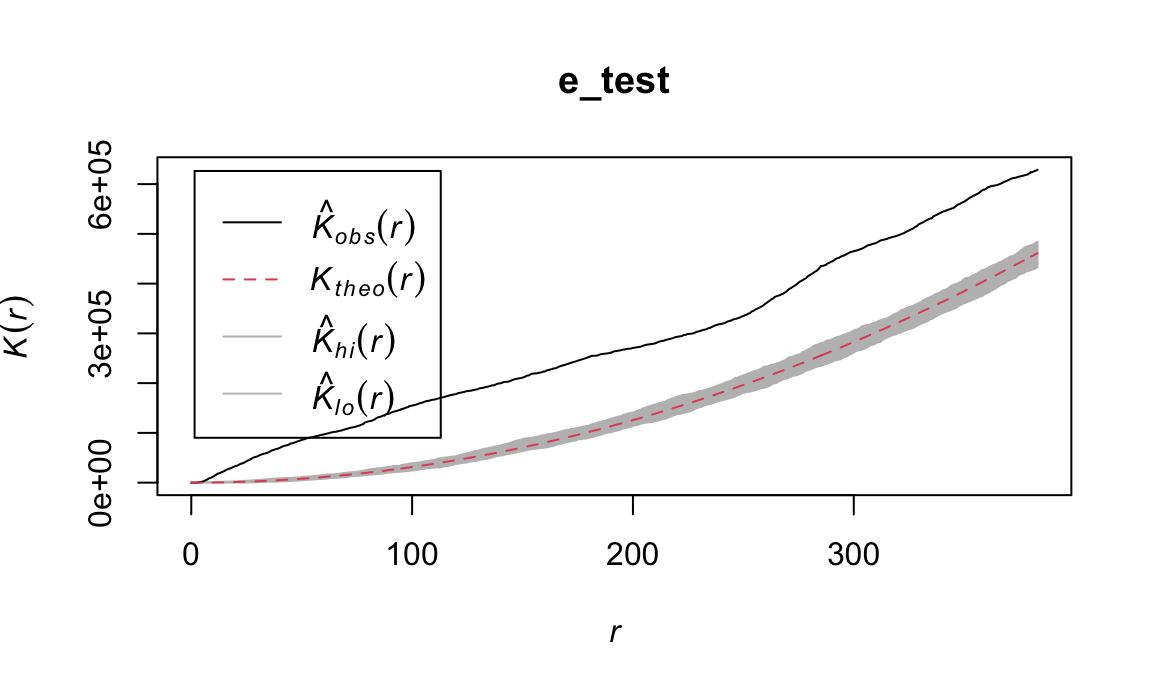 e_test
K̂obs(r)
Ktheo(r)
K̂hi(r)
K̂lo(r)
K(r)
6e+05
3e+05
0e+00
0 100 200 300
r